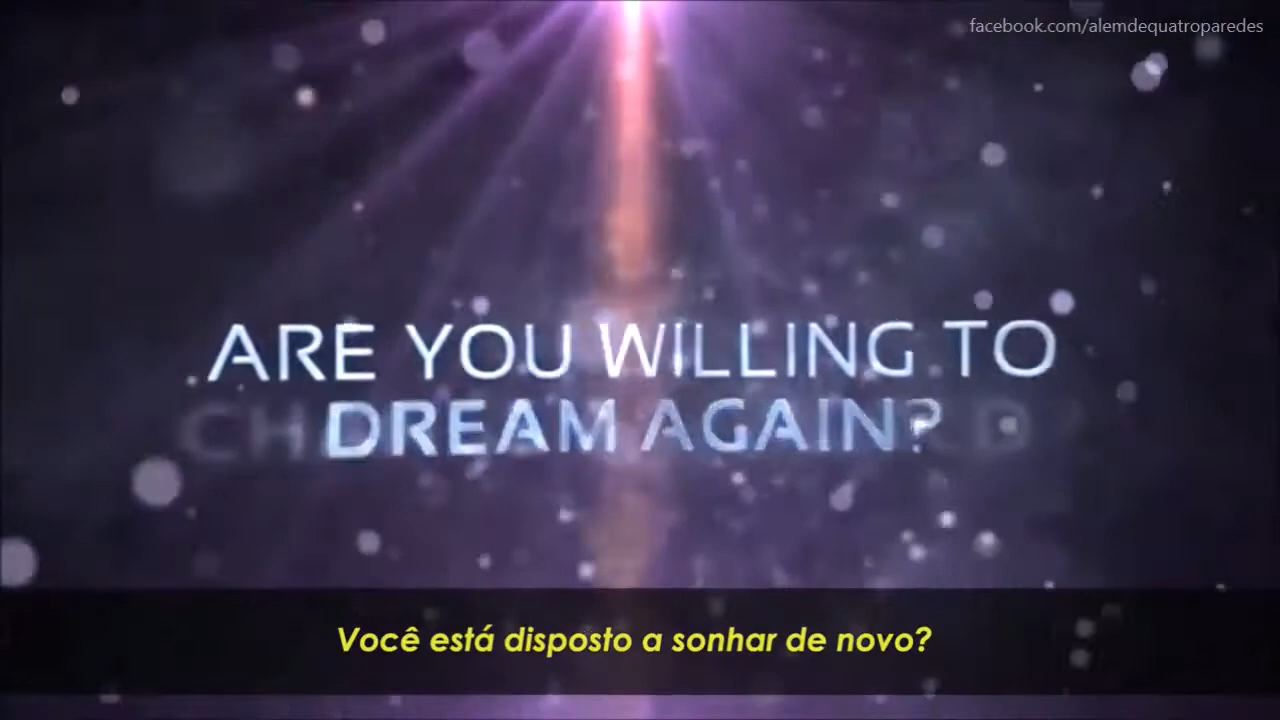 facebook.com/alemdequatroparedes
ARE YOU WILLING TO
DREAM AGAIN?
Você está disposto a sonhar de novo?